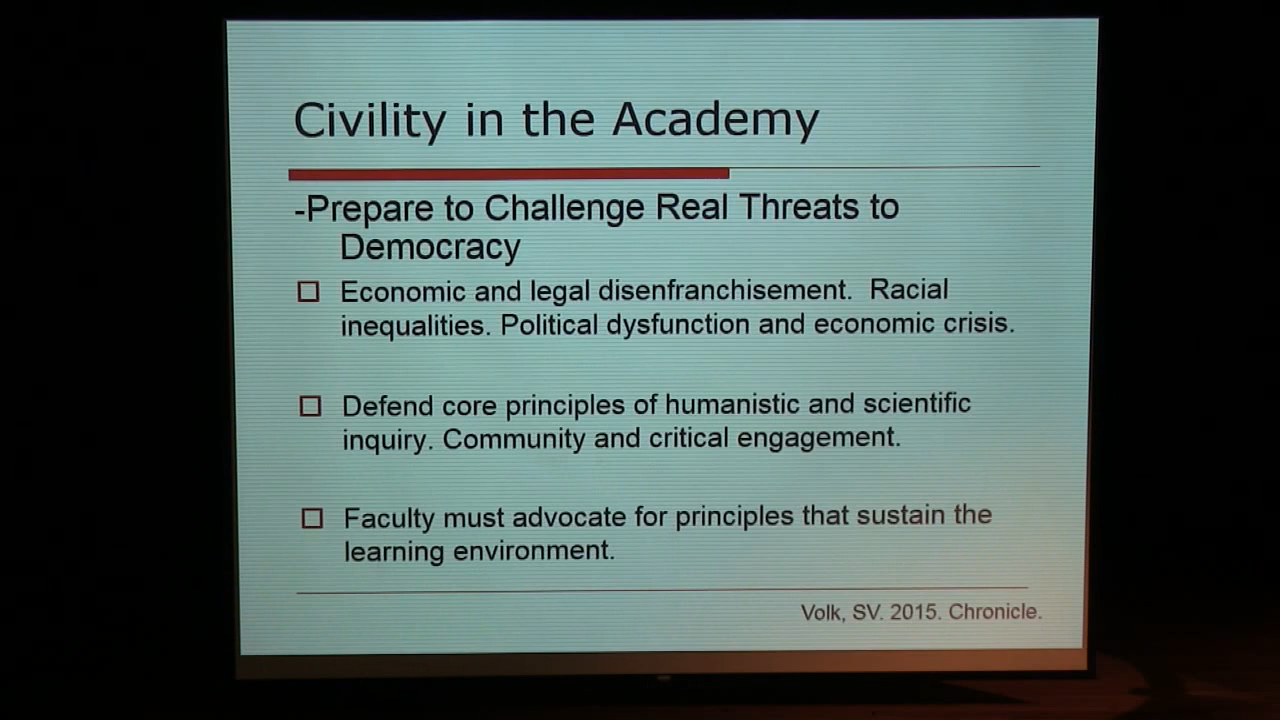 Civility in the Academy
-Prepare to Challenge Real Threats to
Democracy
Economic and legal disenfranchisement.  Racial
inequalities. Political dysfunction and economic crisis.
Defend core principles of humanistic and scientific
inquiry. Community and critical engagement.
Faculty must advocate for principles that sustain the
learning environment.
Volk, SV. 2015. Chronicle.